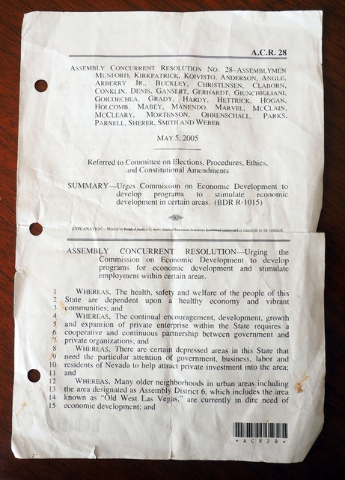 A.C.R. 28
ASSEMBLY CONCURRENT RESOLUTION NO. 28–ASSEMBLYMEN
MUNFORD, KIRKPATRICK, KOIVISTO, ANDERSON, ANGLE,
ARBERRY JR., BUCKLEY, CHRISTENSEN, CLABORN,
CONKLIN, DENIS, GANSERT, GERHARDT, GIUNCHIGLIANI,
GOICOECHEA, GRADY, HARDY, HETTRICK, HOGAN,
HOLCOMB, MABEY, MANENDO, MARVEL, MCCLAIN,
MCCLEARY, MORTENSON, OHRENSCHALL, PARKS,
PARNELL, SHERER, SMITH AND WEBER
MAY 5, 2005
Referred to Committee on Elections, Procedures, Ethics,
and Constitutional Amendments
SUMMARY—Urges Commission on Economic Development to
develop programs to stimulate economic
development in certain areas. (BDR R-1015)
EXPLANATION – Matter in
ASSEMBLY CONCURRENT RESOLUTION—Urging the
Commission on Economic Development to develop
programs for economic development and stimulate
employment within certain areas.
1 WHEREAS, The health, safety and welfare of the people of this
2 State are dependent upon a healthy economy and vibrant
3 communities; and
4 WHEREAS, The continual encouragement, development, growth
5 and expansion of private enterprise within the State requires a
6 cooperative and continuous partnership between government and
7 private organizations; and
8 WHEREAS, There are certain depressed areas in this State that
9 need the particular attention of government, business, labor and
10 residents of Nevada to help attract private investment into the area;
11 and
12 WHEREAS, Many older neighborhoods in urban areas including
13 the area designated as Assembly District 6, which includes the area
14 known as “Old West Las Vegas,” are currently in dire need of
15 economic development; and
*ACR28*